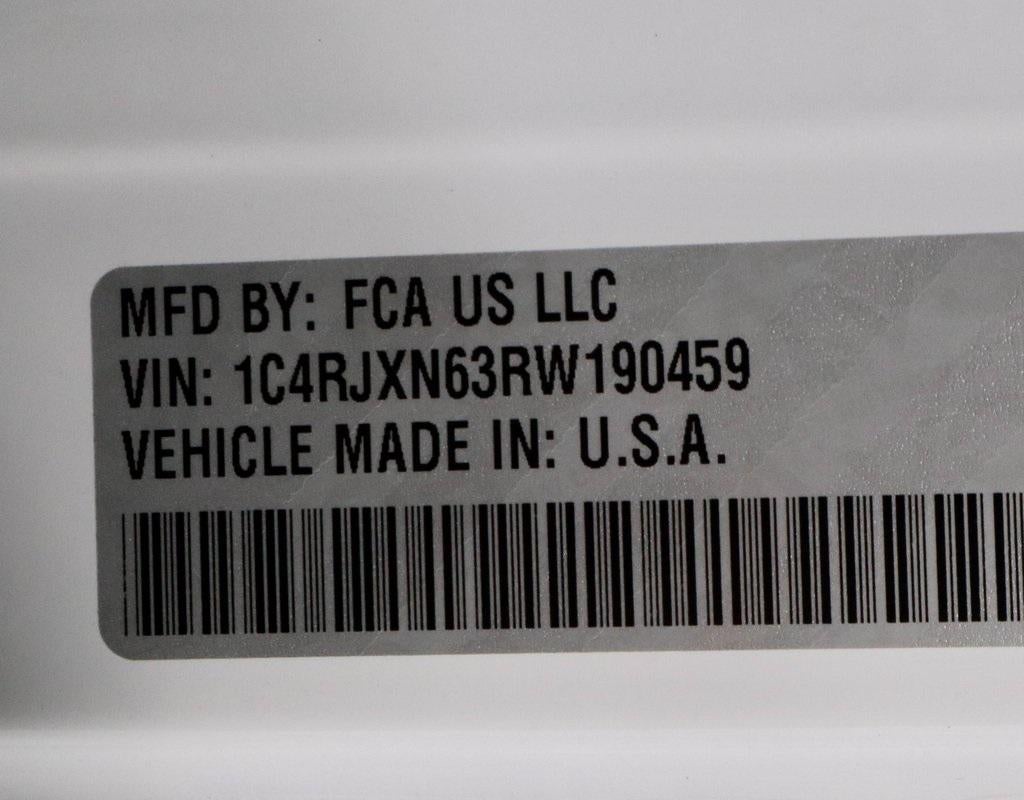 MFD BY: FCA US LLC
VIN: 1C4RJXN63RW190459
VEHICLE MADE IN: U.S.A.